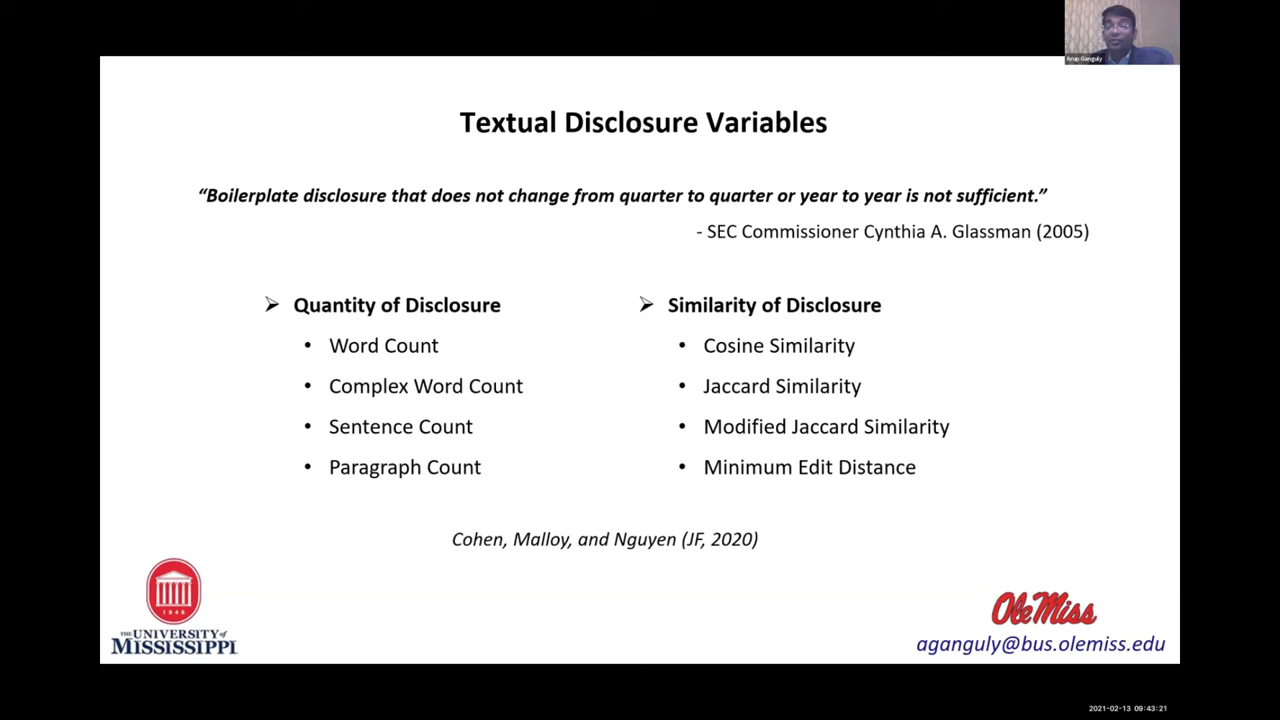 Arup Ganguly
Textual Disclosure Variables
“Boilerplate disclosure that does not change from quarter to quarter or year to year is not sufficient.”
- SEC Commissioner Cynthia A. Glassman (2005)
➢ Quantity of Disclosure
• Word Count
• Complex Word Count
• Sentence Count
• Paragraph Count
➢ Similarity of Disclosure
• Cosine Similarity
• Jaccard Similarity
• Modified Jaccard Similarity
• Minimum Edit Distance
Cohen, Malloy, and Nguyen (JF, 2020)
1848
THE UNIVERSITY of
MISSISSIPPI
Ole Miss
aganguly@bus.olemiss.edu
2021-02-13 09:43:21